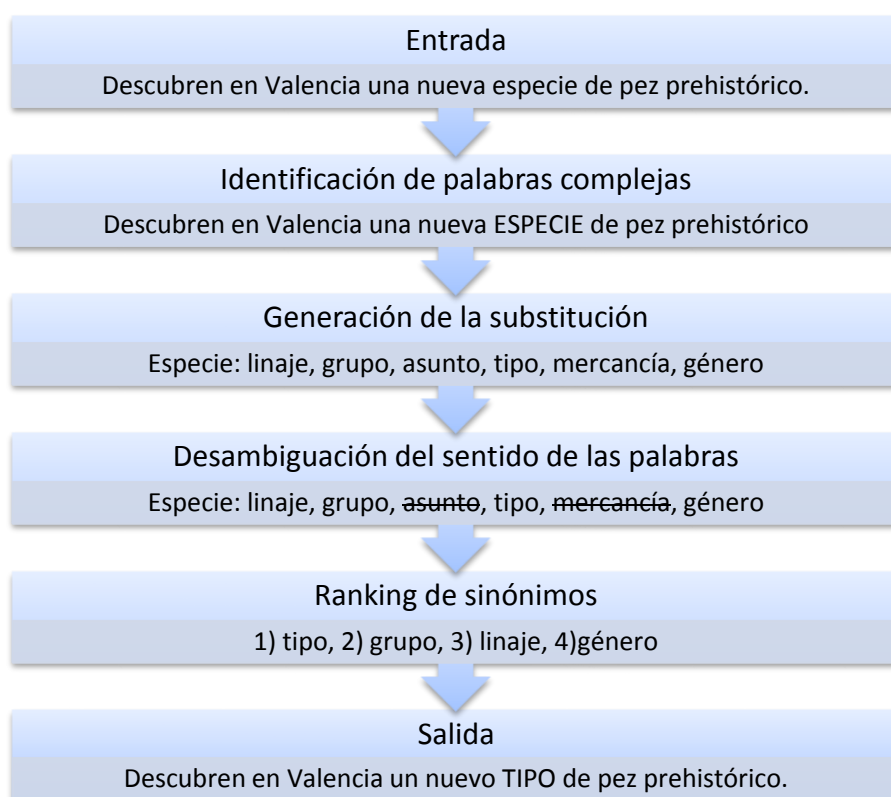 Entrada
Descubren en Valencia una nueva especie de pez prehistórico.
Identificación de palabras complejas
Descubren en Valencia una nueva ESPECIE de pez prehistórico
Generación de la substitución
Especie: linaje, grupo, asunto, tipo, mercancía, género
Desambiguación del sentido de las palabras
Especie: linaje, grupo, asunto, tipo, mercancía, género
Ranking de sinónimos
1) tipo, 2) grupo, 3) linaje, 4)género
Salida
Descubren en Valencia un nuevo TIPO de pez prehistórico.